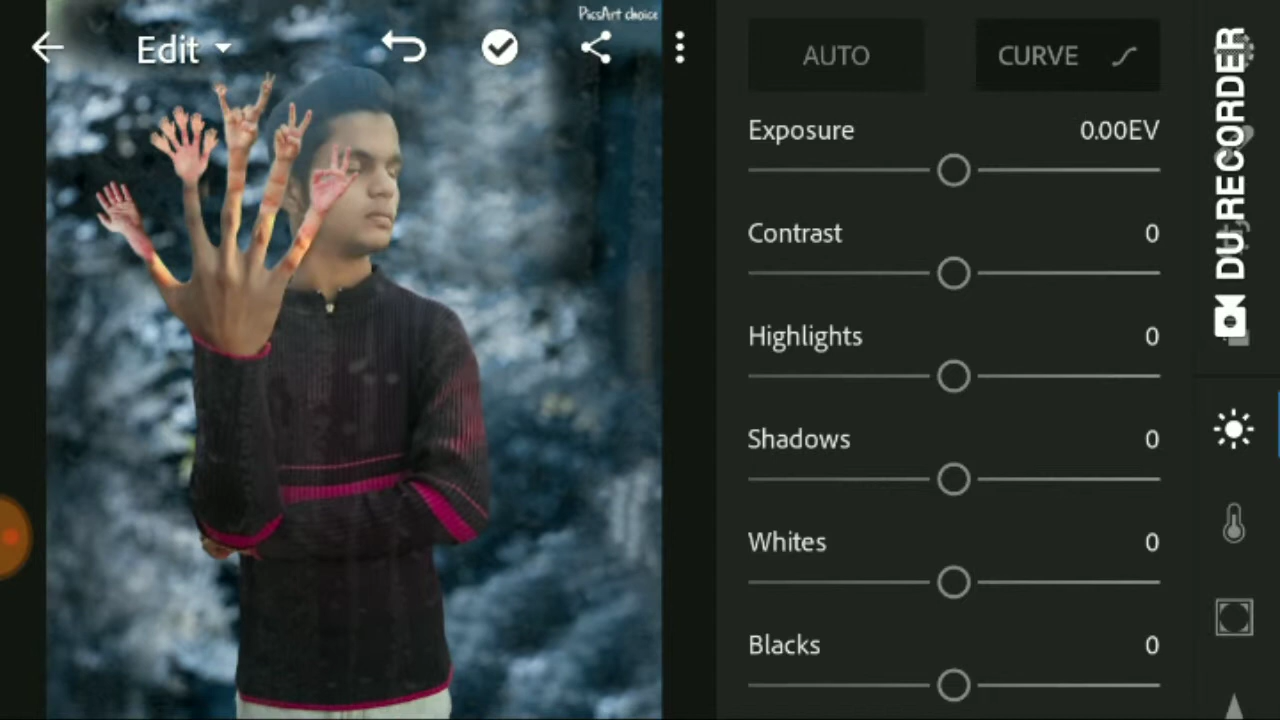 PicsArt choice
Edit
AUTO
CURVE
Exposure 0.00EV
Contrast 0
Highlights 0
Shadows 0
Whites 0
Blacks 0
DU RECORDER